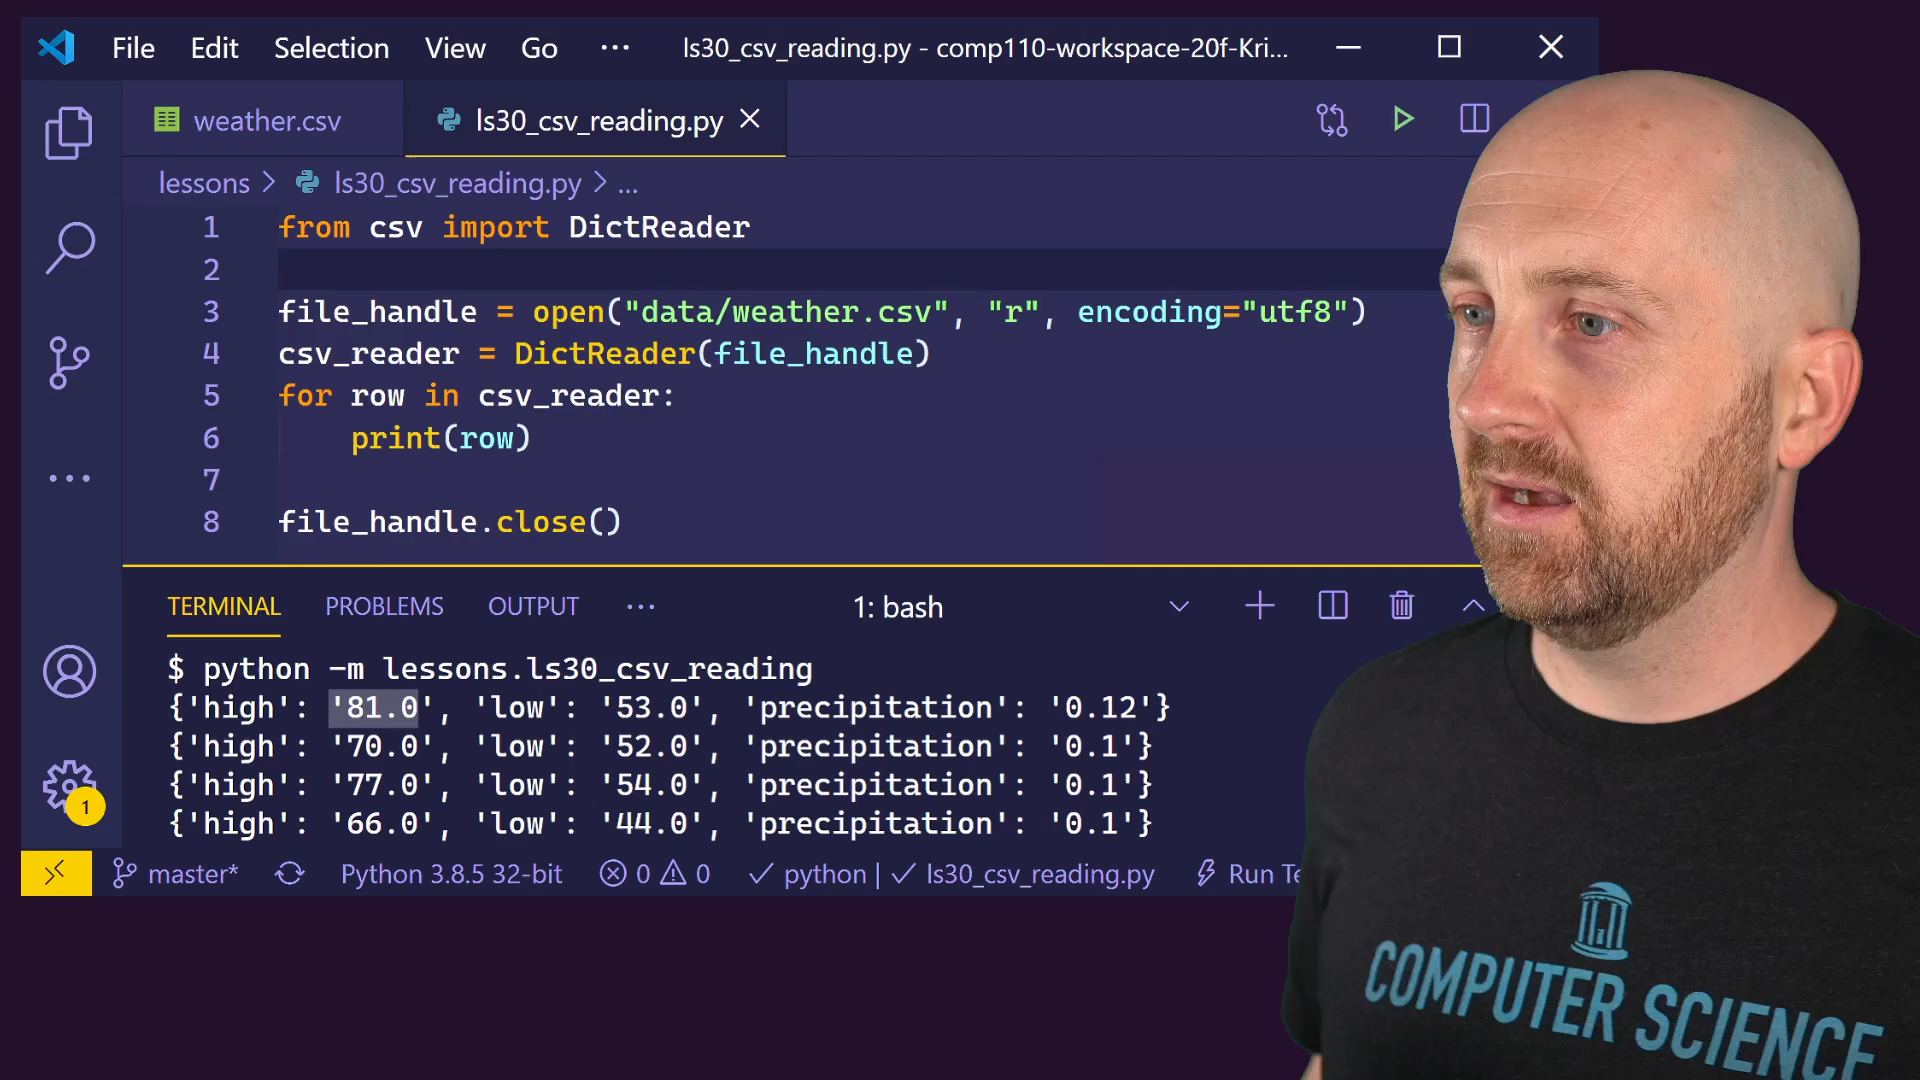 File Edit Selection View Go ··· ls30_csv_reading.py - comp110-workspace-20f-Kri...
weather.csv ls30_csv_reading.py
lessons > ls30_csv_reading.py > ...
1 from csv import DictReader
2
3 file_handle = open("data/weather.csv", "r", encoding="utf8")
4 csv_reader = DictReader(file_handle)
5 for row in csv_reader:
6 print(row)
7
8 file_handle.close()
TERMINAL PROBLEMS OUTPUT ··· 1: bash
$ python -m lessons.ls30_csv_reading
{'high': '81.0', 'low': '53.0', 'precipitation': '0.12'}
{'high': '70.0', 'low': '52.0', 'precipitation': '0.1'}
{'high': '77.0', 'low': '54.0', 'precipitation': '0.1'}
{'high': '66.0', 'low': '44.0', 'precipitation': '0.1'}
1
master* Python 3.8.5 32-bit 0 0 python | ls30_csv_reading.py Run Te
COMPUTER SCIENCE